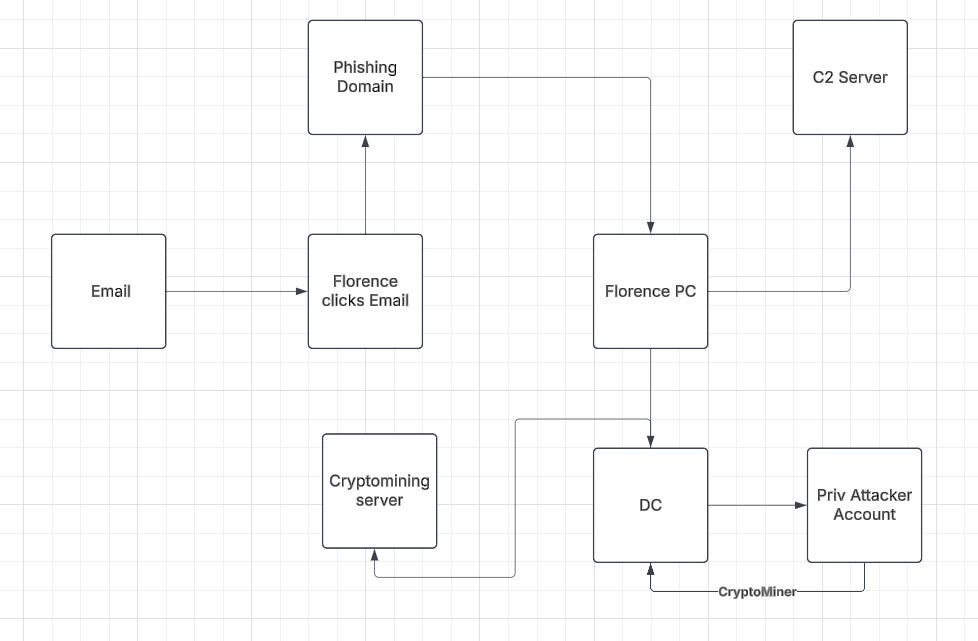 Phishing
Domain
C2 Server
Email
Florence
clicks Email
Florence PC
Cryptomining
server
DC
Priv Attacker
Account
CryptoMiner